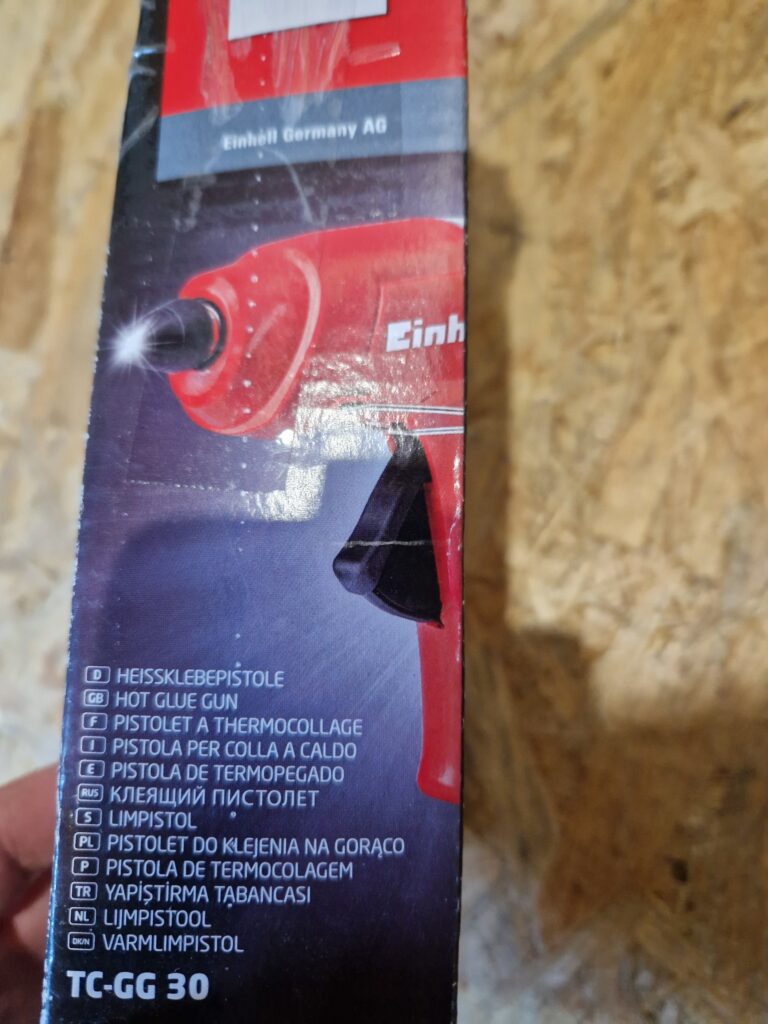 Einhell Germany AG
Einh
D HEISSKLEBEPISTOLE
GB HOT GLUE GUN
F PISTOLET A THERMOCOLLAGE
I PISTOLA PER COLLA A CALDO
E PISTOLA DE TERMOPEGADO
RUS КЛЕЯЩИЙ ПИСТОЛЕТ
S LIMPISTOL
PL PISTOLET DO KLEJENIA NA GORĄCO
P PISTOLA DE TERMOCOLAGEM
TR YAPIŞTIRMA TABANCASI
NL LIJMPISTOOL
DK/N VARMLIMPISTOL
TC-GG 30